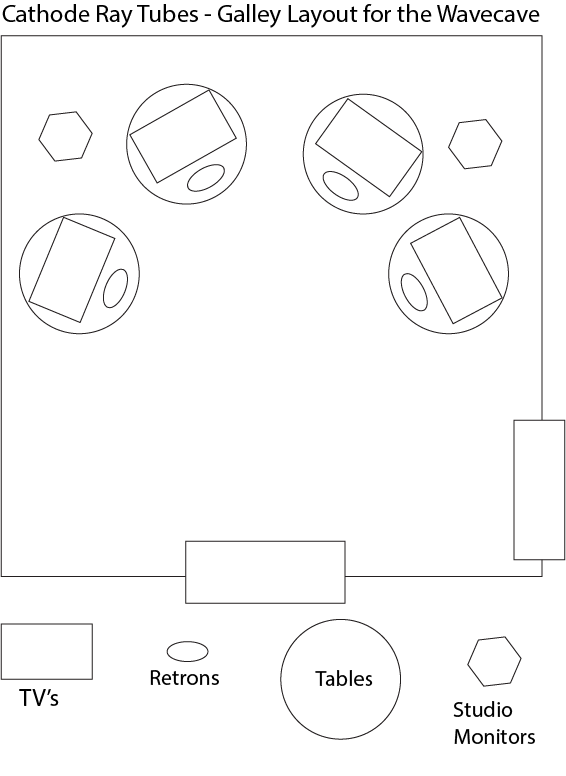 Cathode Ray Tubes - Galley Layout for the Wavecave
TV's
Retrons
Tables
Studio
Monitors